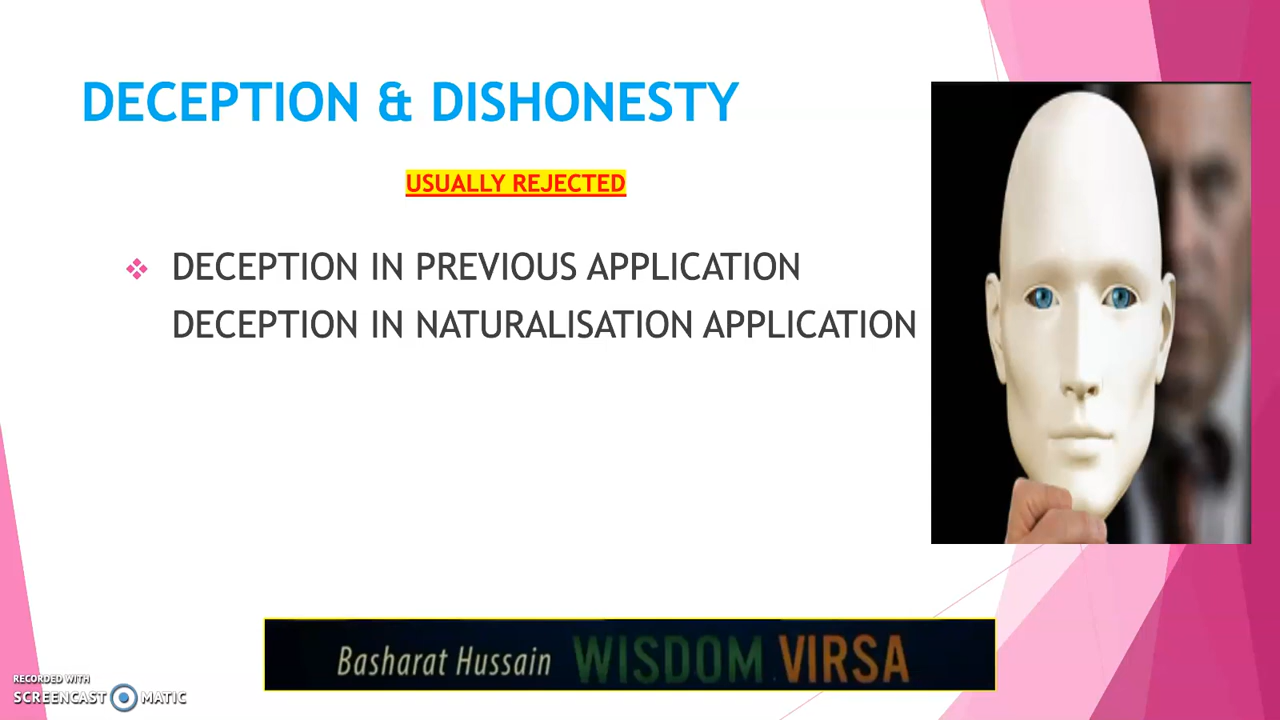 DECEPTION & DISHONESTY
USUALLY REJECTED
DECEPTION IN PREVIOUS APPLICATION
DECEPTION IN NATURALISATION APPLICATION
Basharat Hussain WISDOM VIRSA
RECORDED WITH
SCREENCAST MATIC